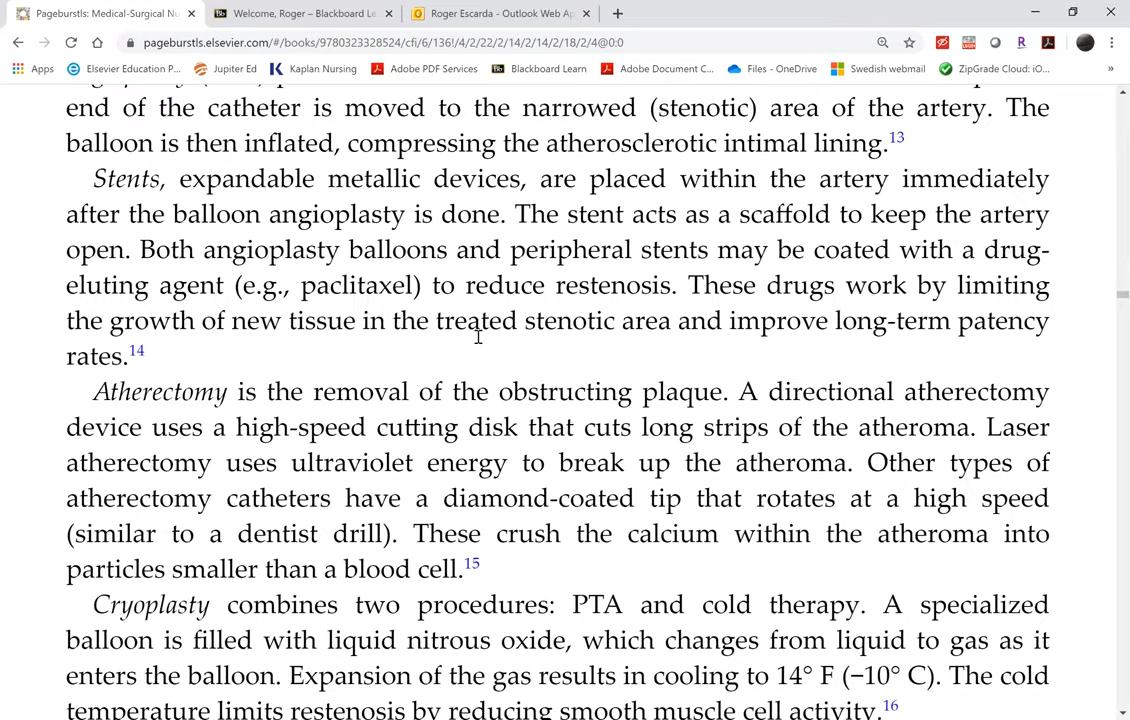 Pageburstls: Medical-Surgical Nu
Welcome, Roger – Blackboard Le
Roger Escarda - Outlook Web Ap
pageburstls.elsevier.com/#/books/9780323328524/cfi/6/136!/4/2/22/2/14/2/14/2/18/2/4@0:0
Apps Elsevier Education P... Jupiter Ed Kaplan Nursing Adobe PDF Services Blackboard Learn Adobe Document C... Files - OneDrive Swedish webmail ZipGrade Cloud: iO... »
end of the catheter is moved to the narrowed (stenotic) area of the artery. The
balloon is then inflated, compressing the atherosclerotic intimal lining.13
Stents, expandable metallic devices, are placed within the artery immediately
after the balloon angioplasty is done. The stent acts as a scaffold to keep the artery
open. Both angioplasty balloons and peripheral stents may be coated with a drug-
eluting agent (e.g., paclitaxel) to reduce restenosis. These drugs work by limiting
the growth of new tissue in the treated stenotic area and improve long-term patency
rates.14
Atherectomy is the removal of the obstructing plaque. A directional atherectomy
device uses a high-speed cutting disk that cuts long strips of the atheroma. Laser
atherectomy uses ultraviolet energy to break up the atheroma. Other types of
atherectomy catheters have a diamond-coated tip that rotates at a high speed
(similar to a dentist drill). These crush the calcium within the atheroma into
particles smaller than a blood cell.15
Cryoplasty combines two procedures: PTA and cold therapy. A specialized
balloon is filled with liquid nitrous oxide, which changes from liquid to gas as it
enters the balloon. Expansion of the gas results in cooling to 14° F (−10° C). The cold
temperature limits restenosis by reducing smooth muscle cell activity.16